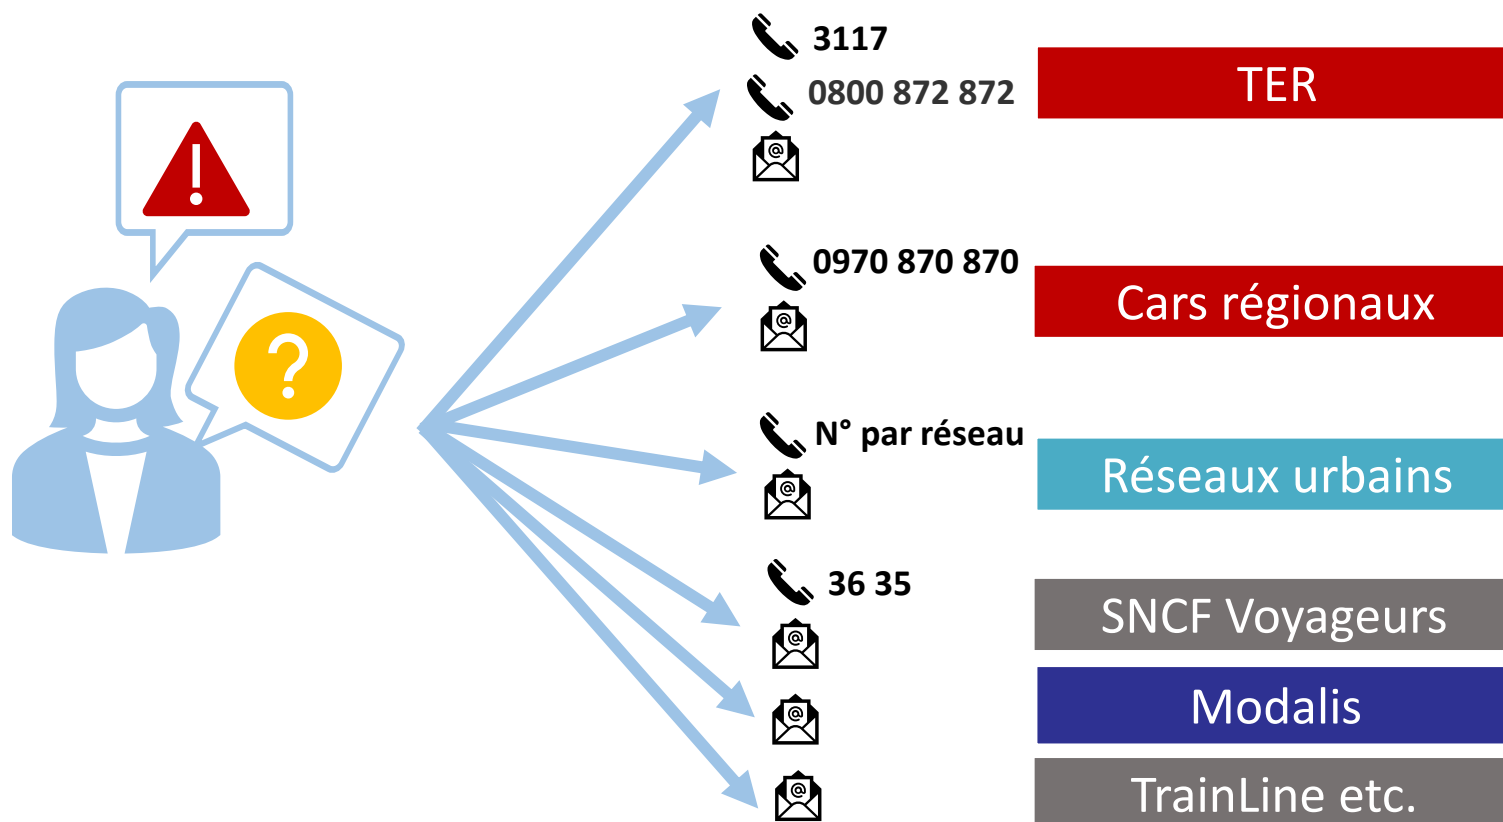 3117
0800 872 872
TER
0970 870 870
Cars régionaux
N° par réseau
Réseaux urbains
36 35
SNCF Voyageurs
Modalis
TrainLine etc.